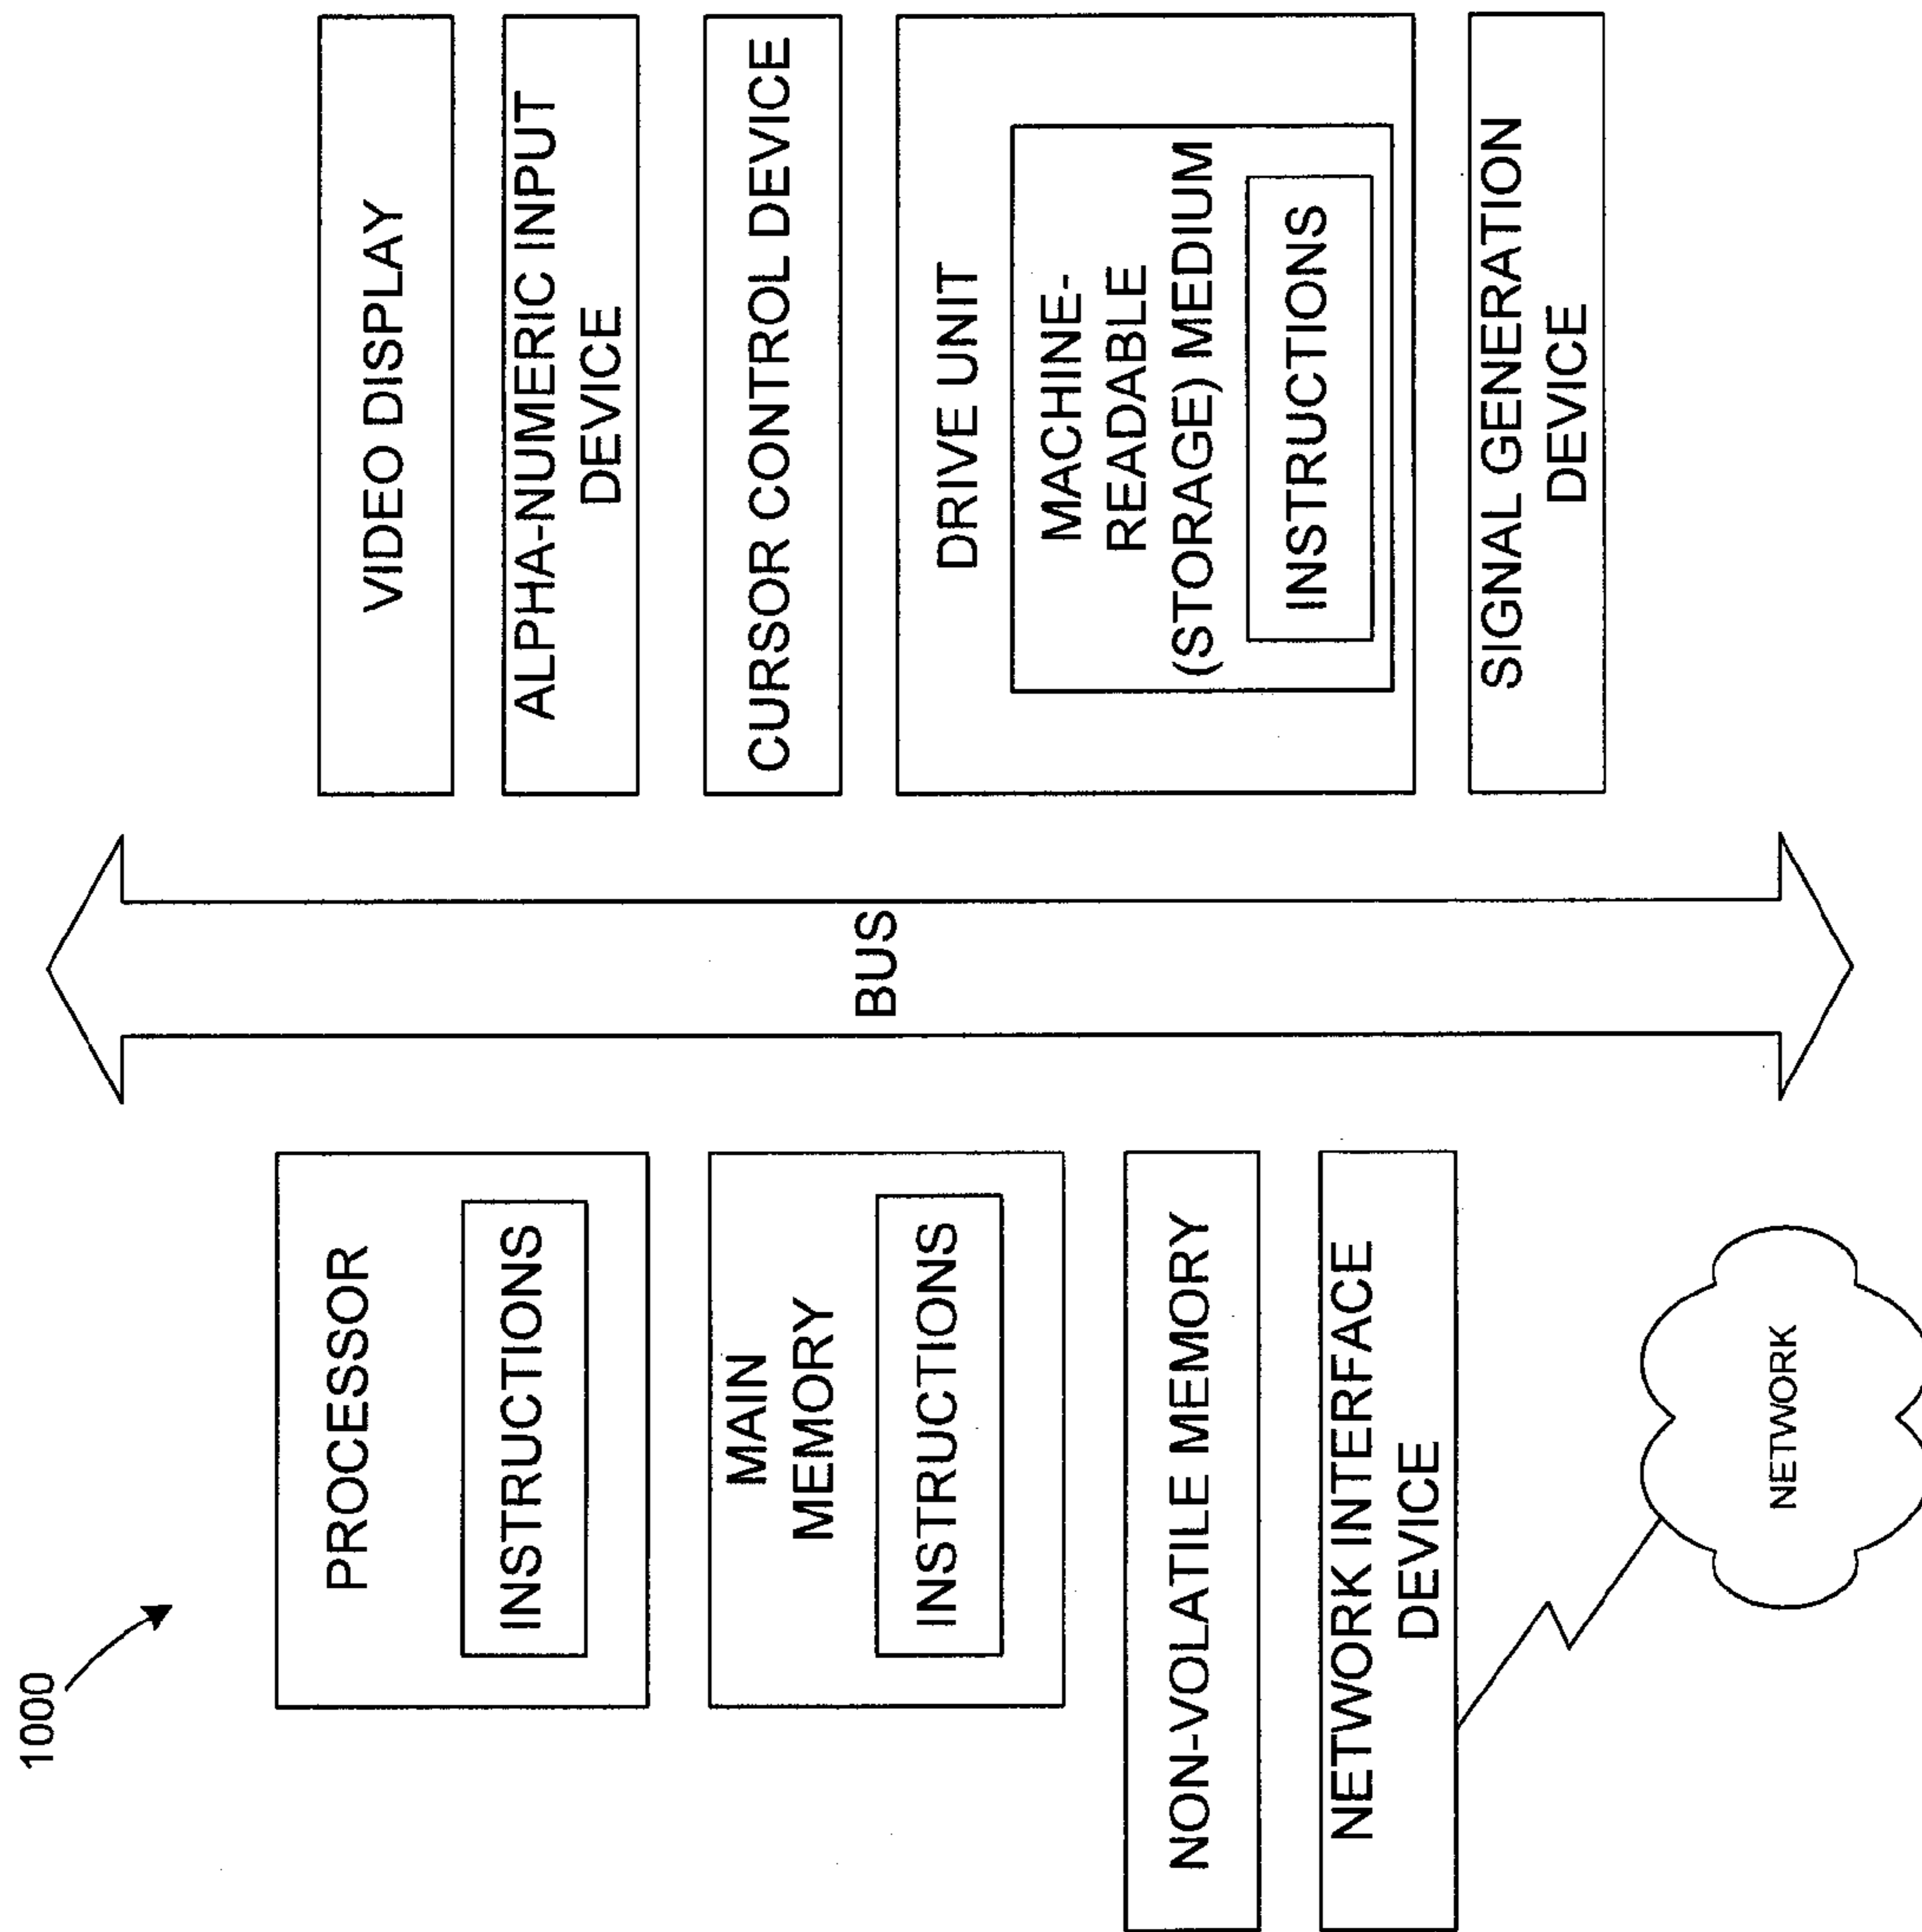 1000
PROCESSOR
INSTRUCTIONS
MAIN
MEMORY
INSTRUCTIONS
NON-VOLATILE MEMORY
NETWORK INTERFACE
DEVICE
NETWORK
BUS
VIDEO DISPLAY
ALPHA-NUMERIC INPUT
DEVICE
CURSOR CONTROL DEVICE
DRIVE UNIT
MACHINE-
READABLE
(STORAGE) MEDIUM
INSTRUCTIONS
SIGNAL GENERATION
DEVICE